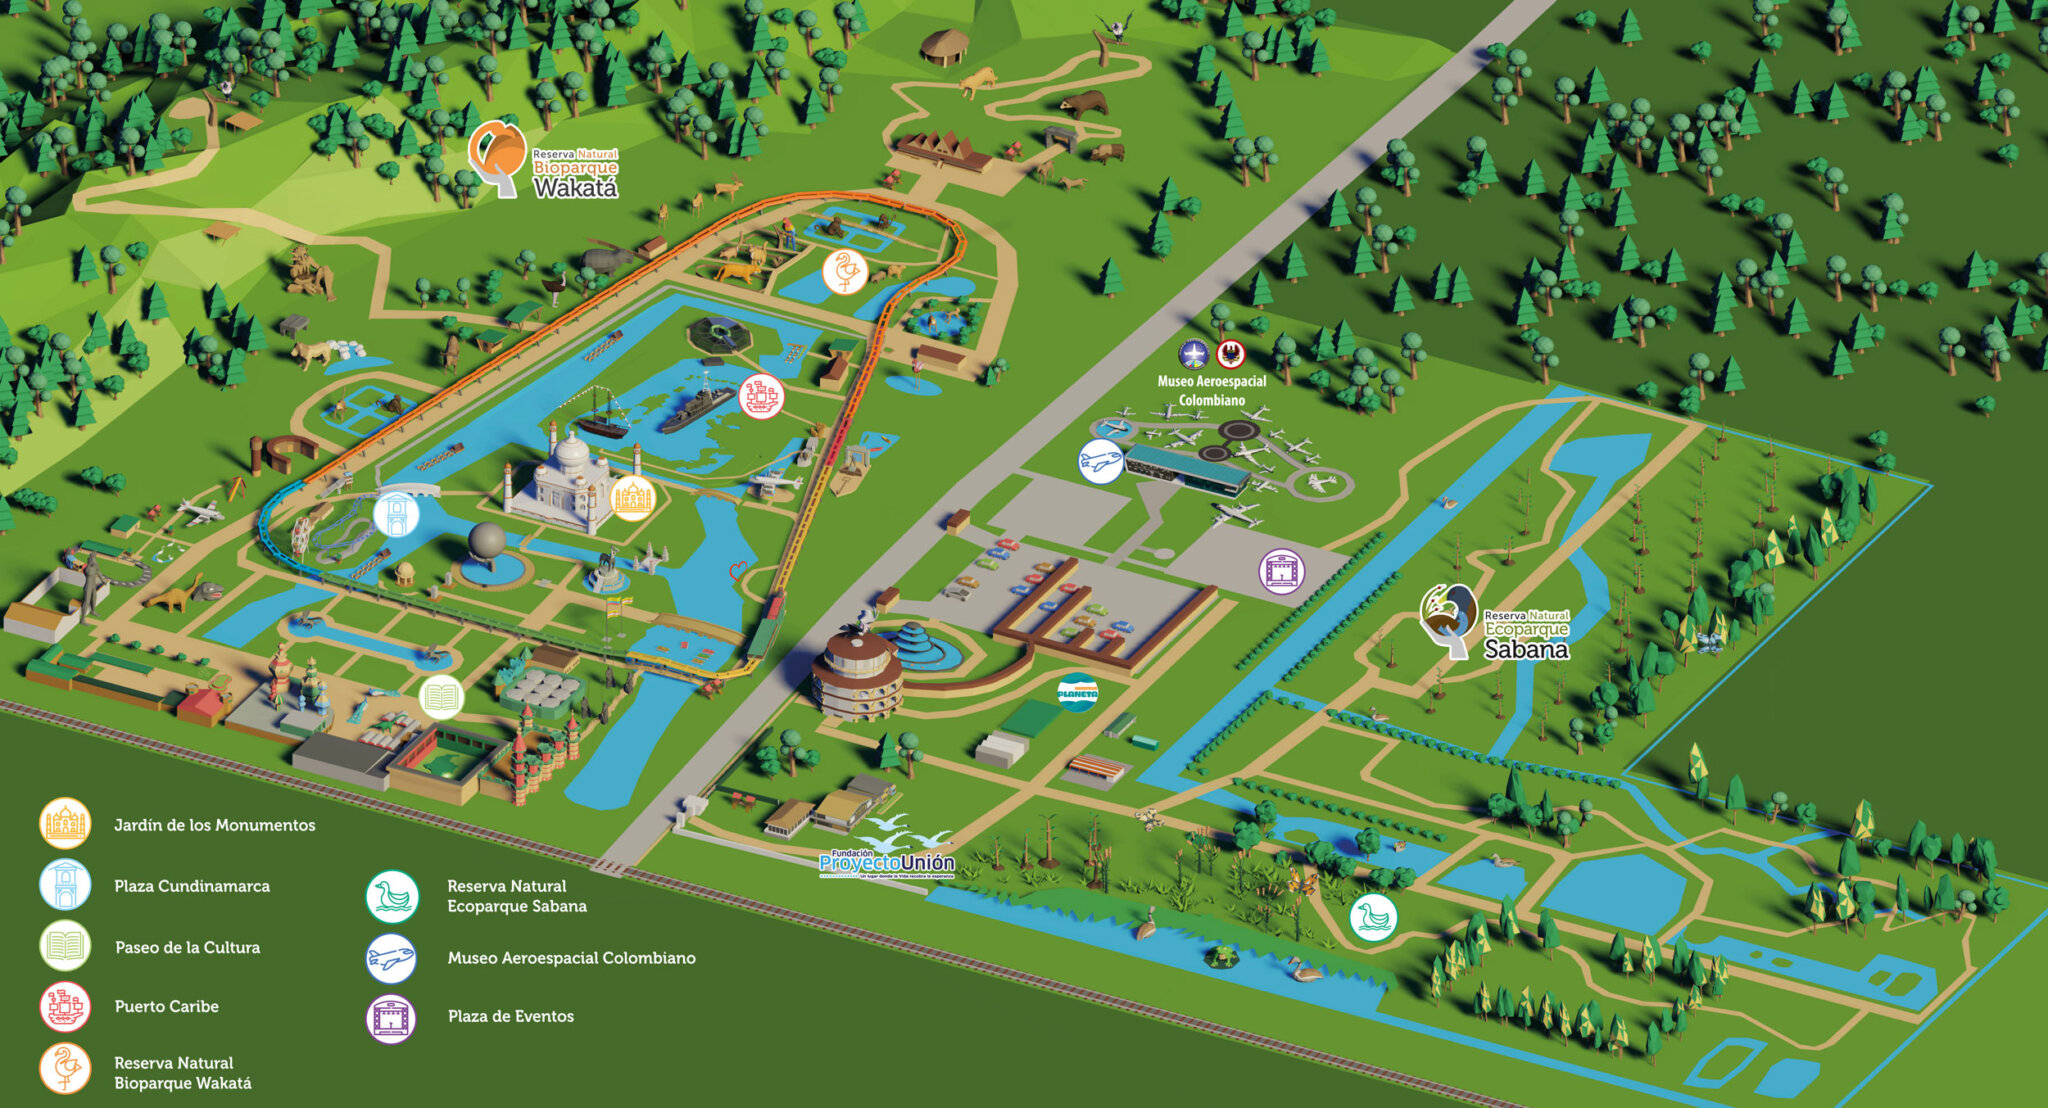 Reserva Natural
Bioparque
Wakatá
Museo Aeroespacial
Colombiano
Reserva Natural
Ecoparque
Sabana
PLANETA
Fundación
ProyectoUnión
Un lugar donde la Vida recobra la esperanza
Jardín de los Monumentos
Plaza Cundinamarca
Paseo de la Cultura
Puerto Caribe
Reserva Natural
Bioparque Wakatá
Reserva Natural
Ecoparque Sabana
Museo Aeroespacial Colombiano
Plaza de Eventos